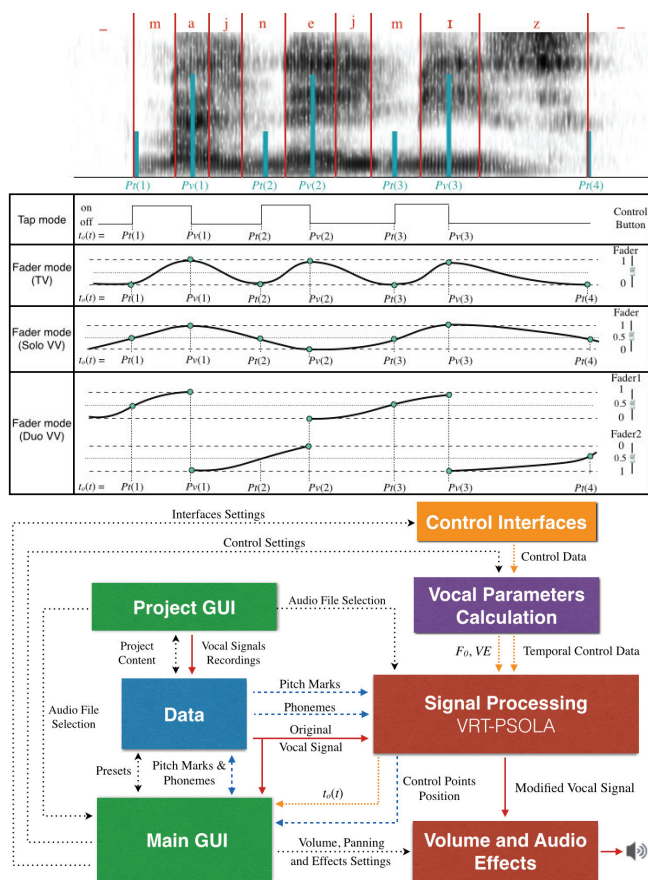 _ m a j n e j m ɪ z _
Pt(1) Pv(1) Pt(2) Pv(2) Pt(3) Pv(3) Pt(4)
Tap mode
on
off
Control
Button
t_o(t) = Pt(1) Pv(1) Pt(2) Pv(2) Pt(3) Pv(3)
Fader mode
(TV)
Fader
1
0
t_o(t) = Pt(1) Pv(1) Pt(2) Pv(2) Pt(3) Pv(3) Pt(4)
Fader mode
(Solo VV)
Fader
1
0.5
0
t_o(t) = Pt(1) Pv(1) Pt(2) Pv(2) Pt(3) Pv(3) Pt(4)
Fader mode
(Duo VV)
Fader1
1
0.5
0
Fader2
0
0.5
1
t_o(t) = Pt(1) Pv(1) Pt(2) Pv(2) Pt(3) Pv(3) Pt(4)
Interfaces Settings
Control Interfaces
Control Settings
Control Data
Project GUI
Audio File Selection
Vocal Parameters
Calculation
Project
Content
Vocal Signals
Recordings
F_0, VE
Temporal Control Data
Audio File
Selection
Data
Pitch Marks
Phonemes
Original
Vocal Signal
Signal Processing
VRT-PSOLA
Presets
Pitch Marks &
Phonemes
t_o(t)
Control Points
Position
Modified Vocal Signal
Main GUI
Volume, Panning
and Effects Settings
Volume and Audio
Effects